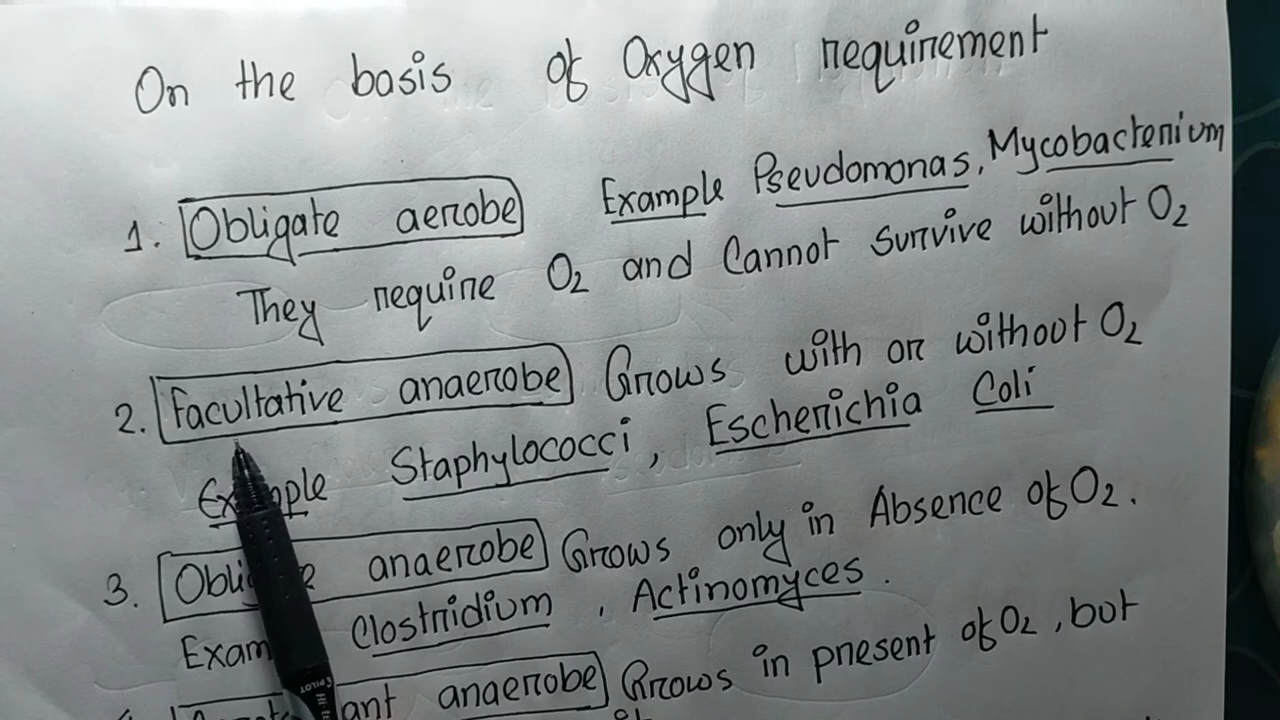 On the basis of Oxygen requirement
1. Obligate aerobe Example Pseudomonas, Mycobacterium
They require O2 and Cannot survive without O2
2. Facultative anaerobe Grows with or without O2
Example Staphylococci, Escherichia Coli
3. anaerobe Grows only in Absence of O2.
Clostridium, Actinomyces.
anaerobe Grows in present of O2, but
PILOT